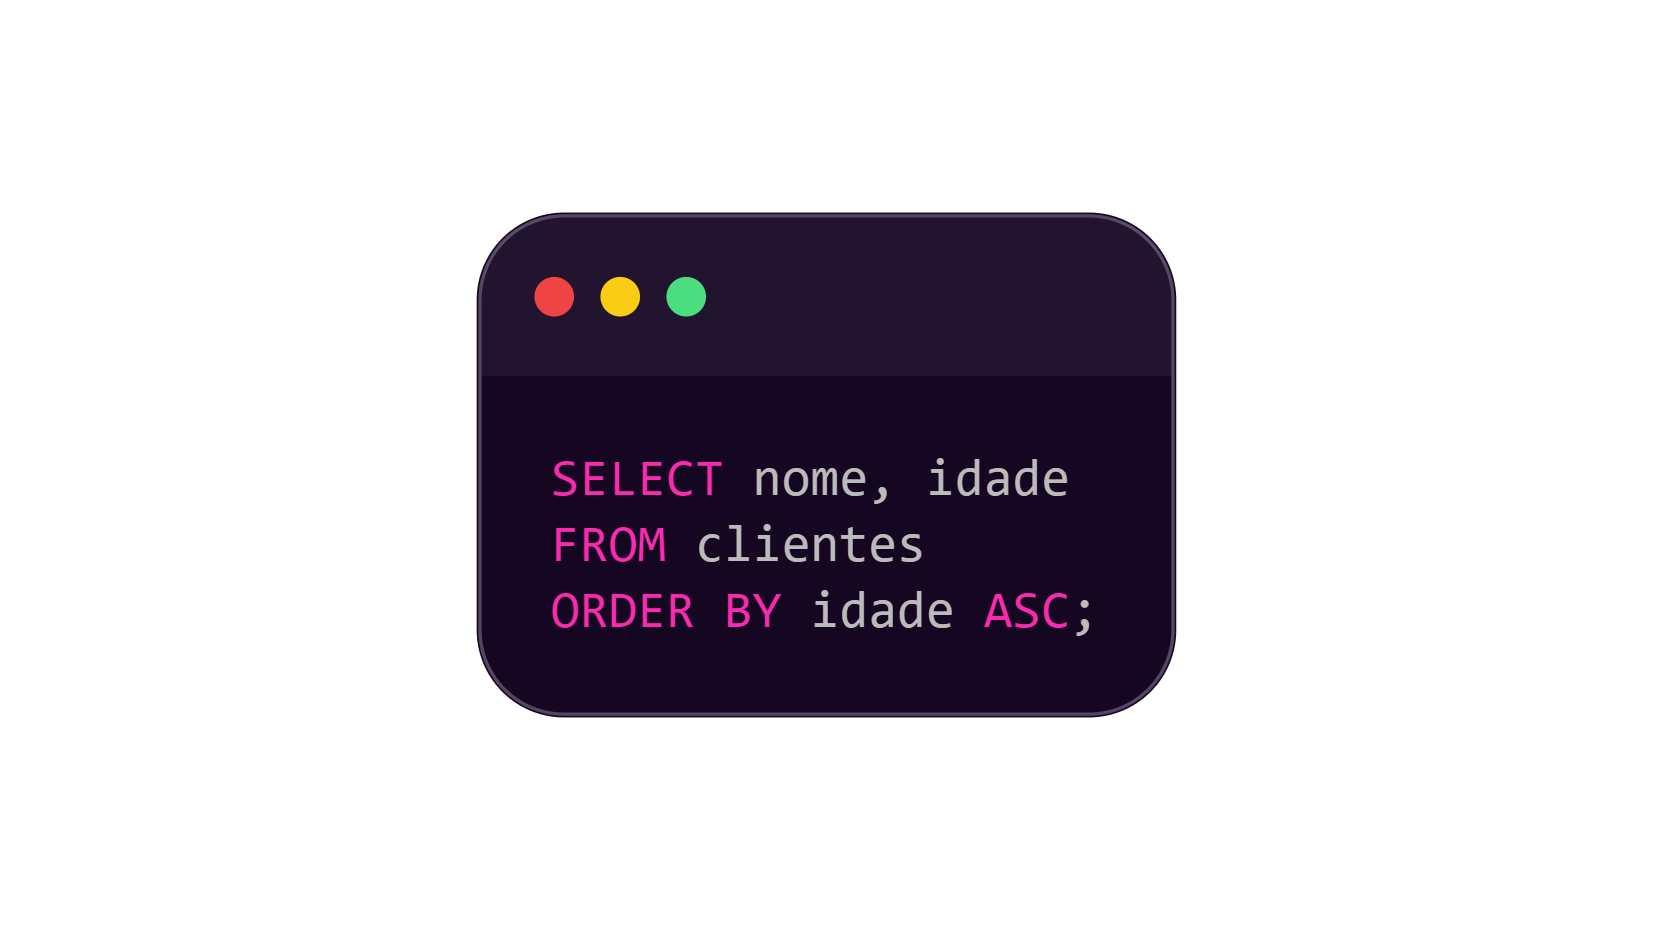 SELECT nome, idade
FROM clientes
ORDER BY idade ASC;